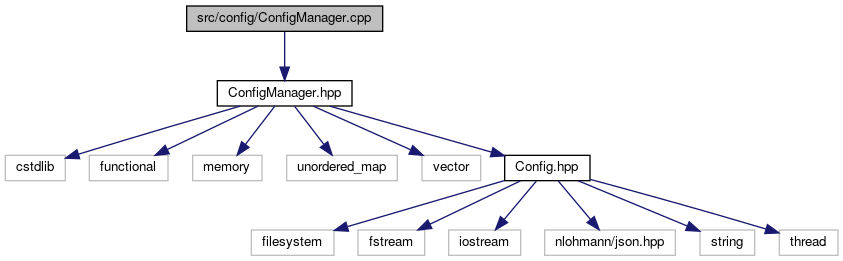 src/config/ConfigManager.cpp
ConfigManager.hpp
cstdlib
functional
memory
unordered_map
vector
Config.hpp
filesystem
fstream
iostream
nlohmann/json.hpp
string
thread